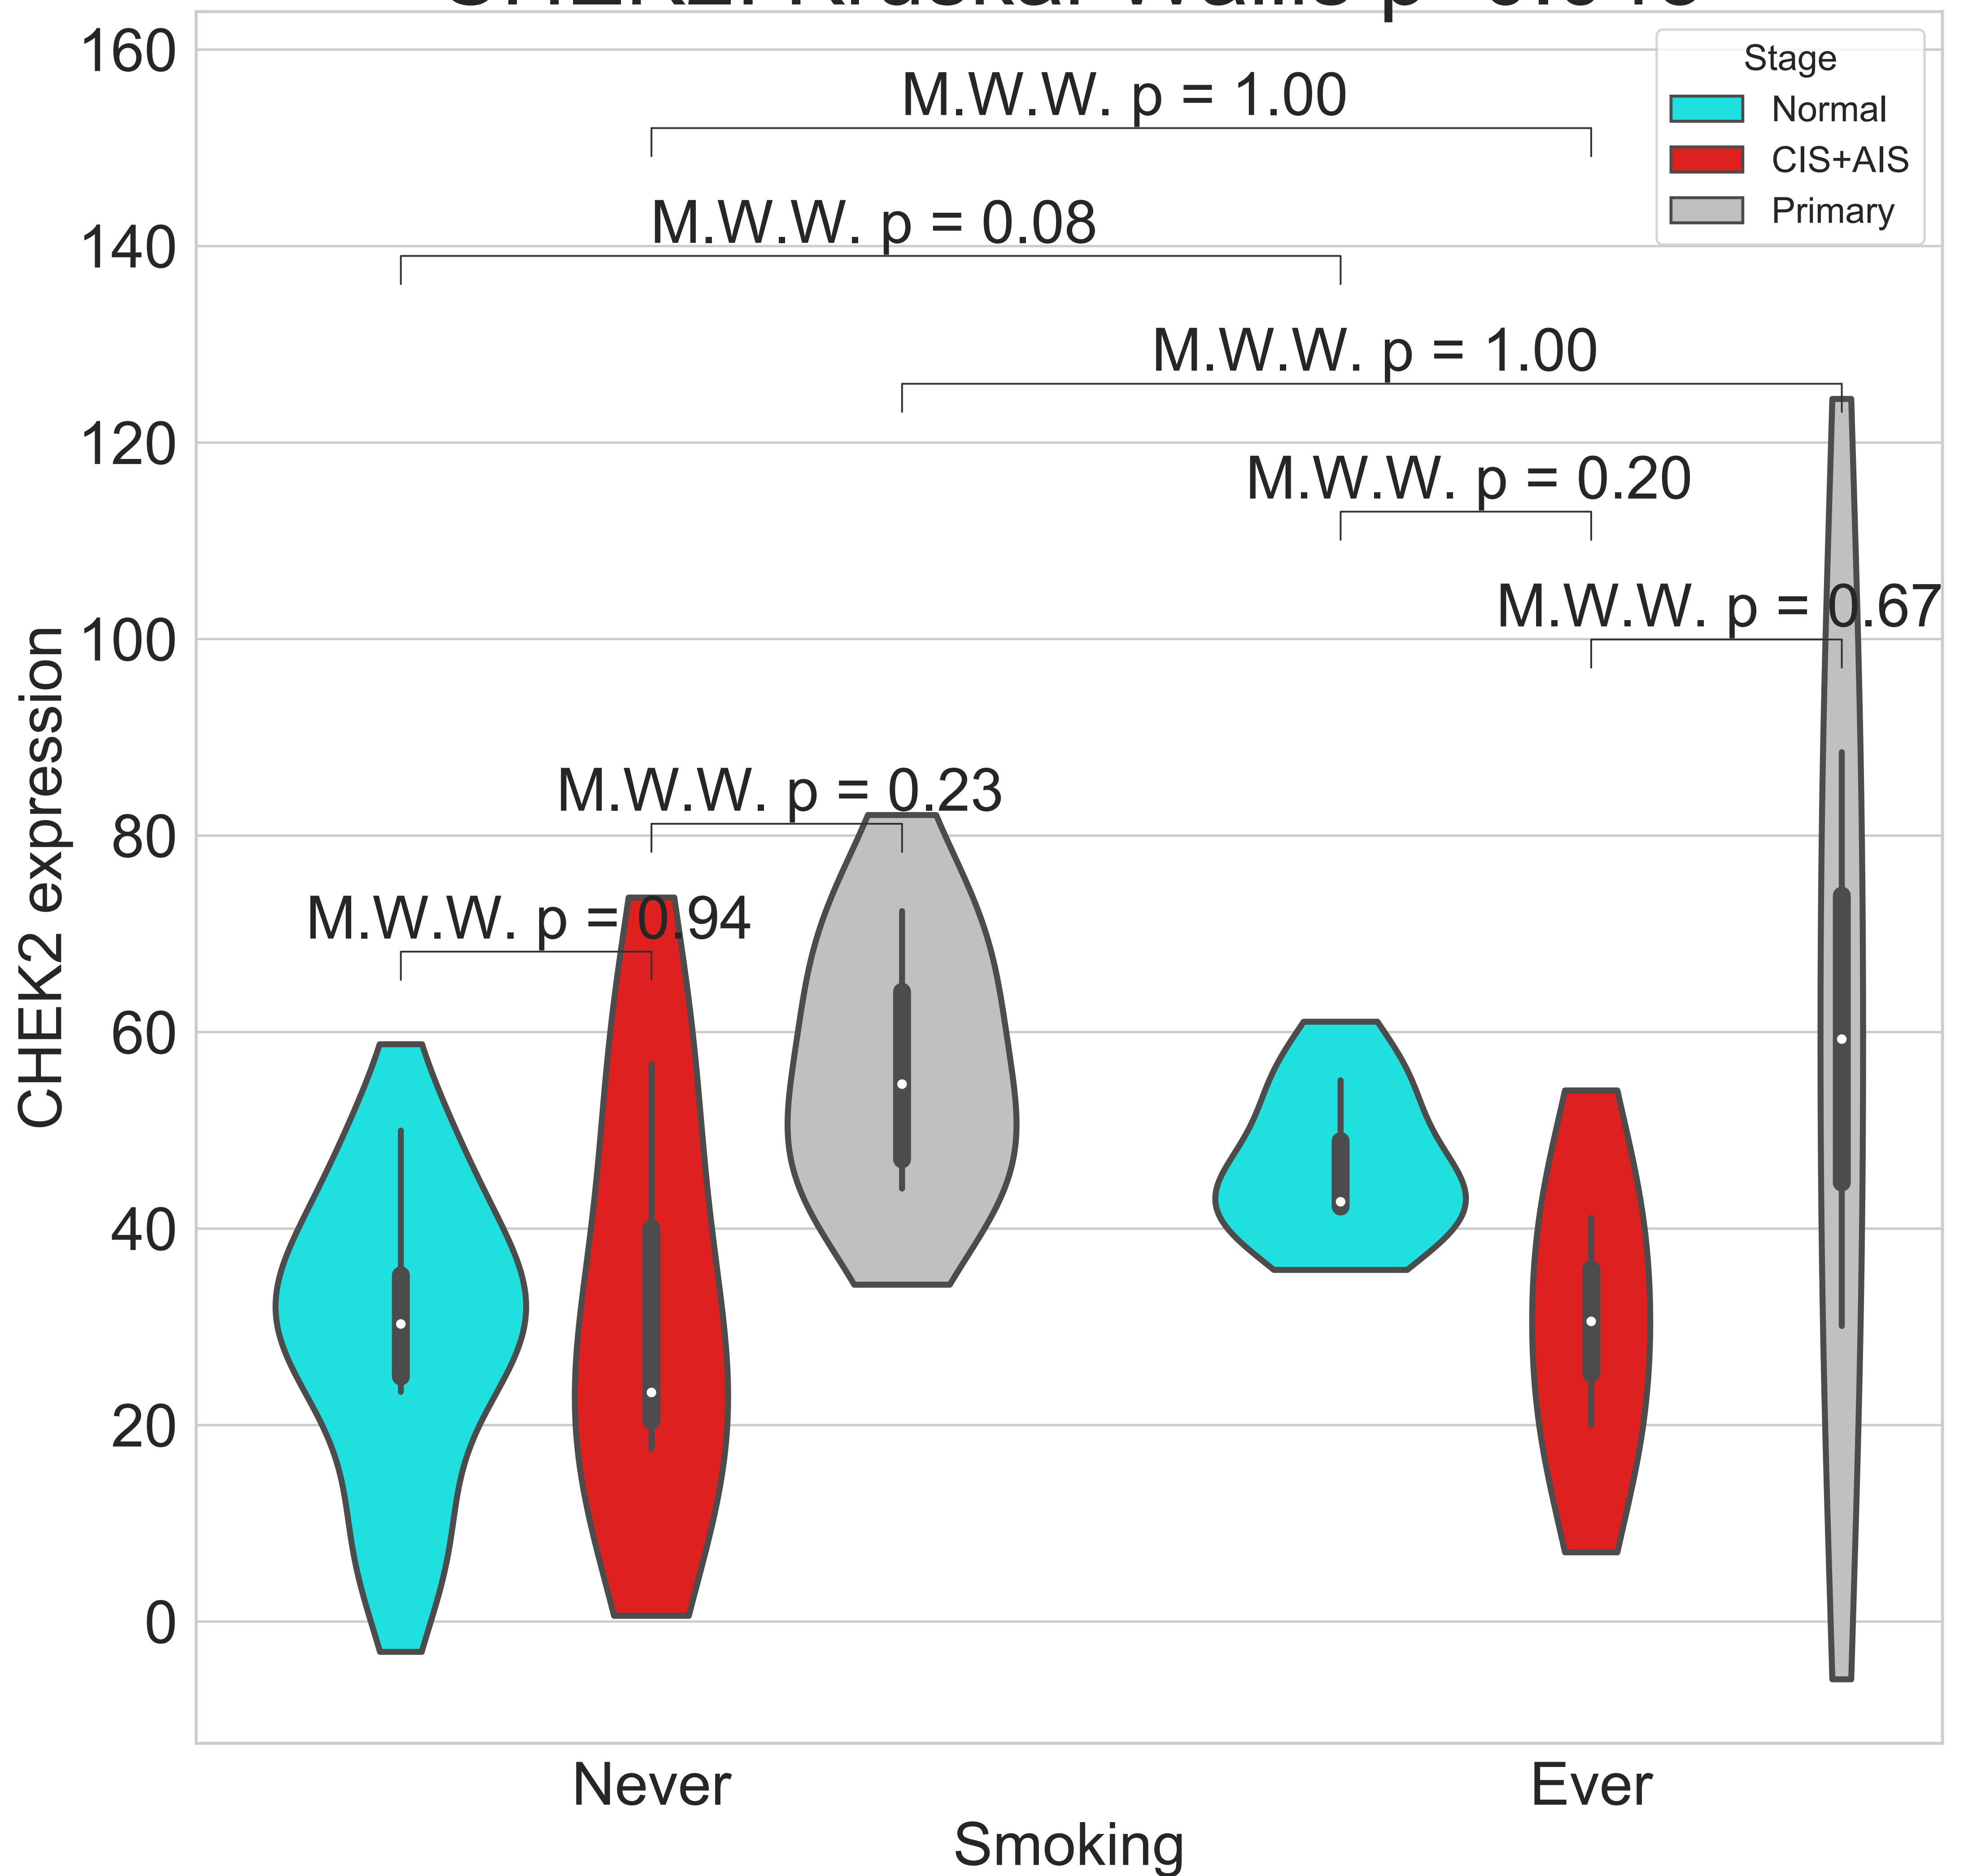 160
140
120
100
80
60
40
20
0
CHEK2 expression
M.W.W. p = 1.00
M.W.W. p = 0.08
M.W.W. p = 1.00
M.W.W. p = 0.20
M.W.W. p = 0.67
M.W.W. p = 0.23
M.W.W. p = 0.94
Stage
Normal
CIS+AIS
Primary
Never
Ever
Smoking